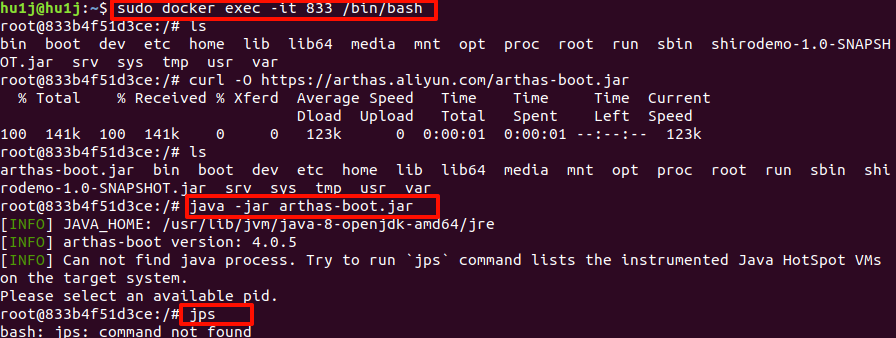 hu1j@hu1j:~$ sudo docker exec -it 833 /bin/bash
root@833b4f51d3ce:/# ls
bin  boot  dev  etc  home  lib  lib64  media  mnt  opt  proc  root  run  sbin  shirodemo-1.0-SNAPSH
OT.jar  srv  sys  tmp  usr  var
root@833b4f51d3ce:/# curl -O https://arthas.aliyun.com/arthas-boot.jar
  % Total    % Received % Xferd  Average Speed   Time    Time     Time  Current
                                 Dload  Upload   Total   Spent    Left  Speed
100  141k  100  141k    0     0   123k      0  0:00:01  0:00:01 --:--:--  123k
root@833b4f51d3ce:/# ls
arthas-boot.jar  bin  boot  dev  etc  home  lib  lib64  media  mnt  opt  proc  root  run  sbin  shi
rodemo-1.0-SNAPSHOT.jar  srv  sys  tmp  usr  var
root@833b4f51d3ce:/# java -jar arthas-boot.jar
[INFO] JAVA_HOME: /usr/lib/jvm/java-8-openjdk-amd64/jre
[INFO] arthas-boot version: 4.0.5
[INFO] Can not find java process. Try to run `jps` command lists the instrumented Java HotSpot VMs
on the target system.
Please select an available pid.
root@833b4f51d3ce:/# jps
bash: jps: command not found